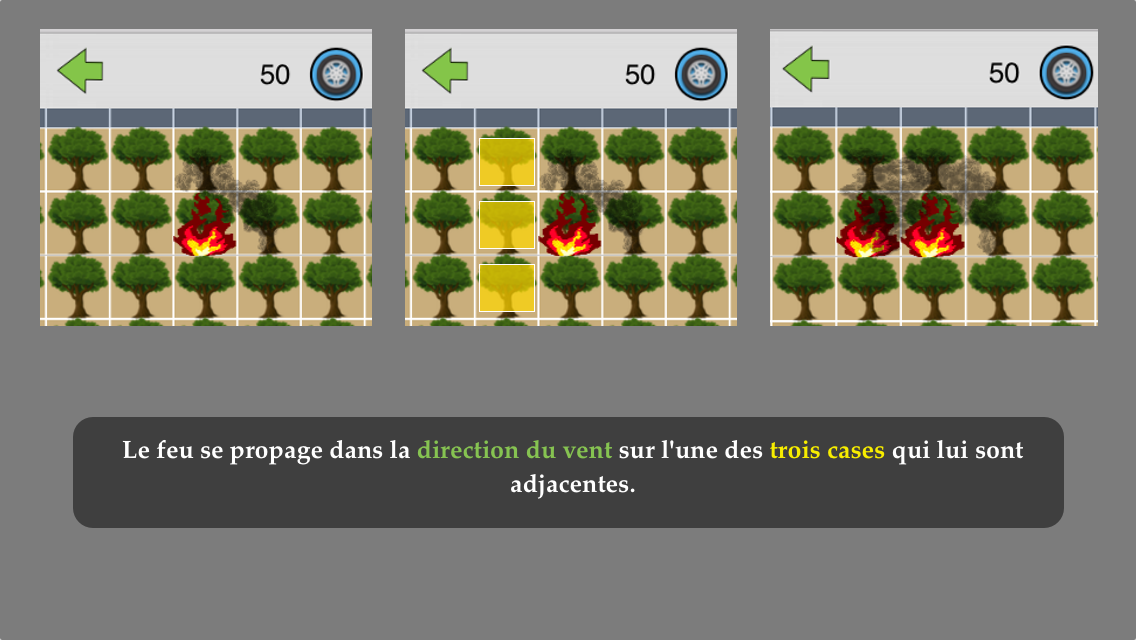 50
50
50
Le feu se propage dans la direction du vent sur l'une des trois cases qui lui sont
adjacentes.